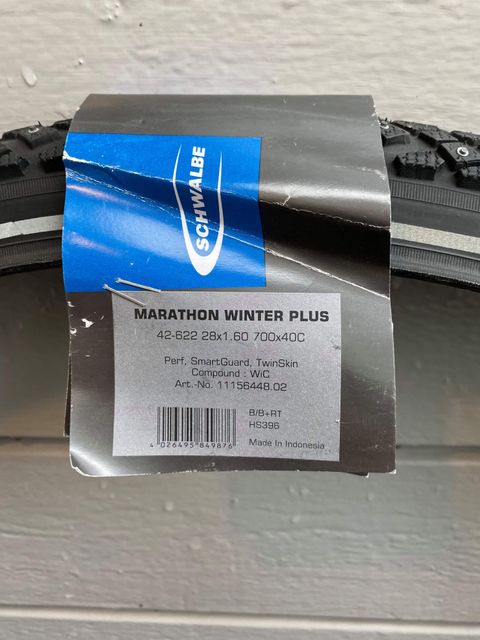 SCHWALBE
MARATHON WINTER PLUS
42-622 28x1.60 700x40C
Perf, SmartGuard, TwinSkin
Compound : WiC
Art.-No. 11156448.02
B/B+RT
HS396
4 026495 849876
Made in Indonesia